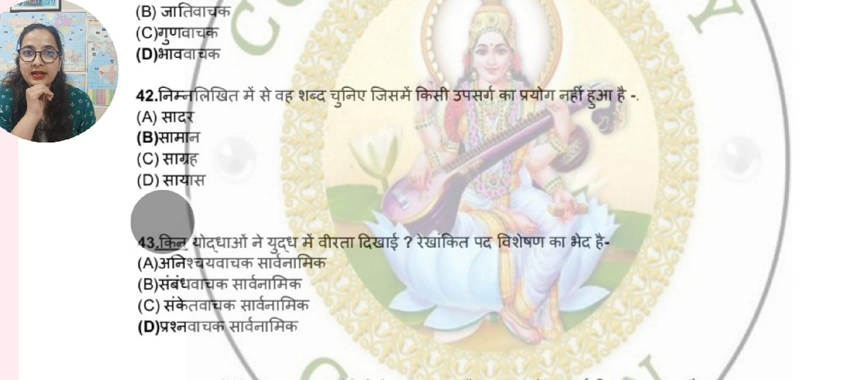 (B) जातिवाचक
(C)गुणवाचक
(D)भाववाचक
42.निम्नलिखित में से वह शब्द चुनिए जिसमें किसी उपसर्ग का प्रयोग नहीं हुआ है -.
(A) सादर
(B)सामान
(C) साग्रह
(D) सायास
43.किन योद्धाओं ने युद्ध में वीरता दिखाई ? रेखांकित पद विशेषण का भेद है-
(A)अनिश्चयवाचक सार्वनामिक
(B)संबंधवाचक सार्वनामिक
(C) संकेतवाचक सार्वनामिक
(D)प्रश्नवाचक सार्वनामिक